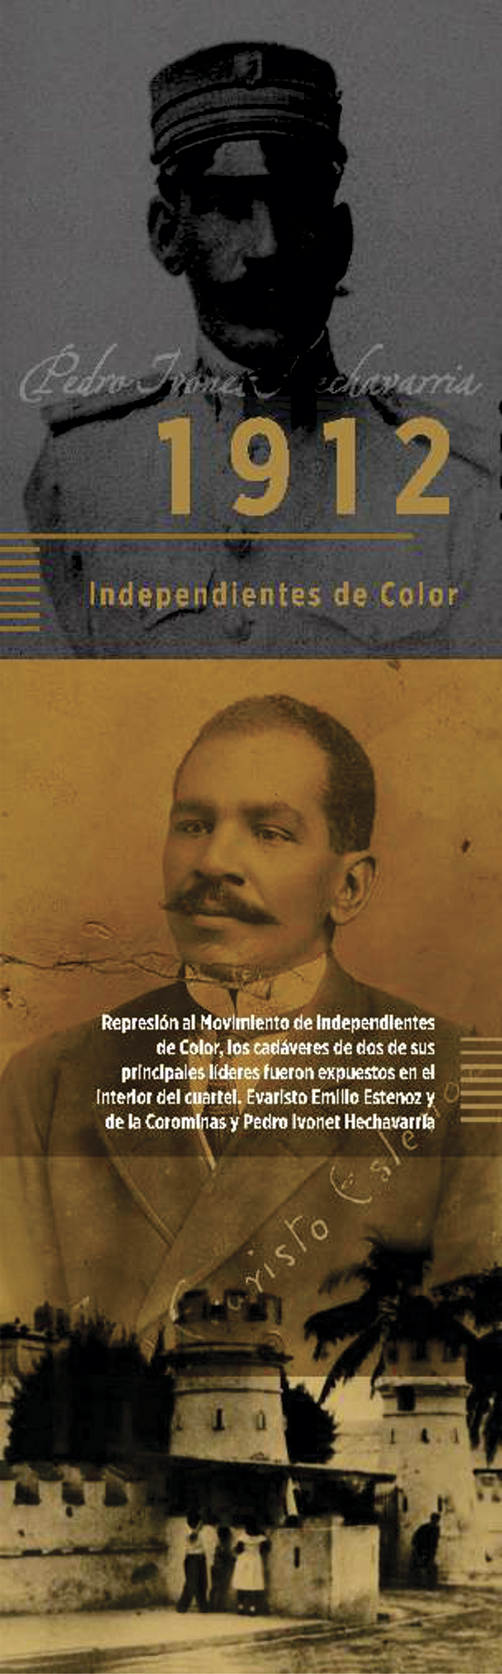 Pedro Ivonet Hechavarria
1912
Independientes de Color
Represión al Movimiento de Independientes
de Color, los cadáveres de dos de sus
principales líderes fueron expuestos en el
interior del cuartel. Evaristo Emilio Estenoz y
de la Corominas y Pedro Ivonet Hechavarría
Evaristo Estenoz